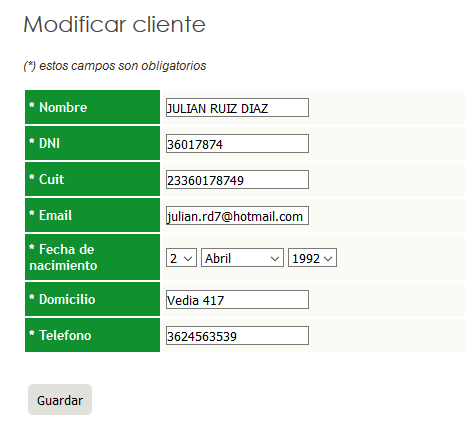 Modificar cliente
(*) estos campos son obligatorios
* Nombre JULIAN RUIZ DIAZ
* DNI 36017874
* Cuit 23360178749
* Email julian.rd7@hotmail.com
* Fecha de nacimiento 2 Abril 1992
* Domicilio Vedia 417
* Telefono 3624563539
Guardar